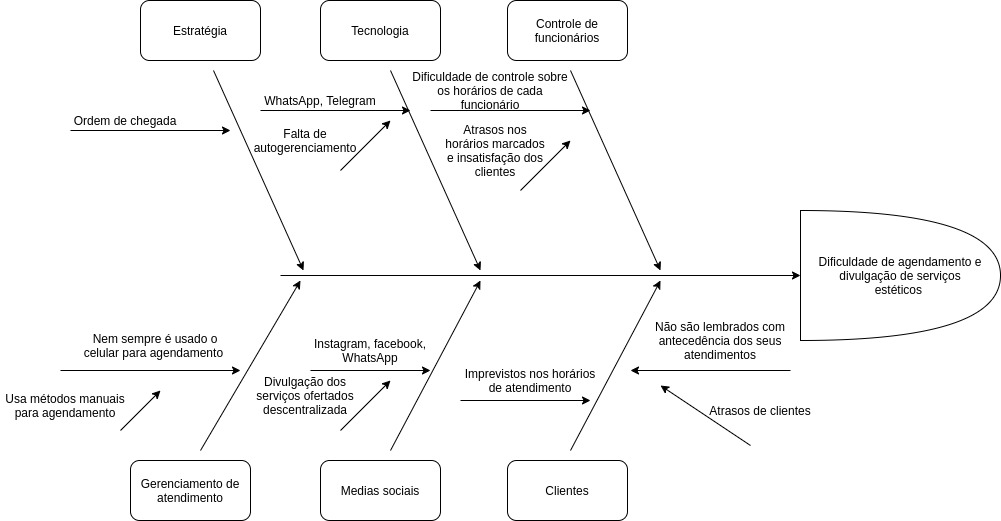 Estratégia
Tecnologia
Controle de
funcionários
Dificuldade de controle sobre
os horários de cada
funcionário
WhatsApp, Telegram
Ordem de chegada
Falta de
autogerenciamento
Atrasos nos
horários marcados
e insatisfação dos
clientes
Dificuldade de agendamento e
divulgação de serviços
estéticos
Nem sempre é usado o
celular para agendamento
Instagram, facebook,
WhatsApp
Não são lembrados com
antecedência dos seus
atendimentos
Usa métodos manuais
para agendamento
Divulgação dos
serviços ofertados
descentralizada
Imprevistos nos horários
de atendimento
Atrasos de clientes
Gerenciamento de
atendimento
Medias sociais
Clientes